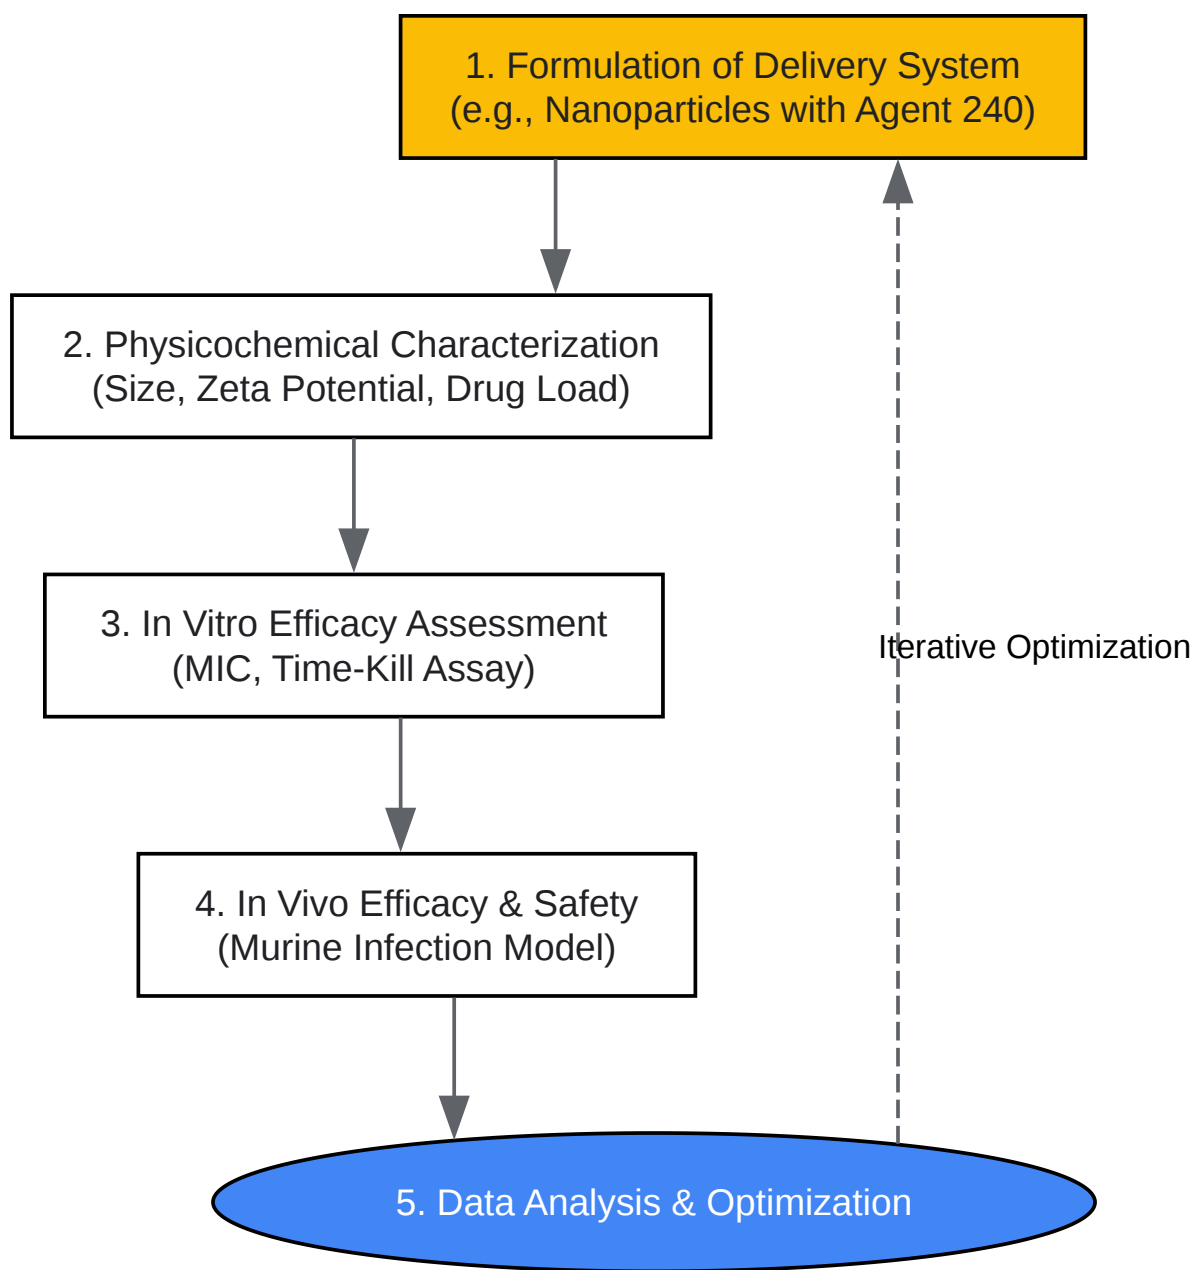 1. Formulation of Delivery System
(e.g., Nanoparticles with Agent 240)
2. Physicochemical Characterization
(Size, Zeta Potential, Drug Load)
3. In Vitro Efficacy Assessment
(MIC, Time-Kill Assay)
Iterative Optimization
4. In Vivo Efficacy & Safety
(Murine Infection Model)
5. Data Analysis & Optimization